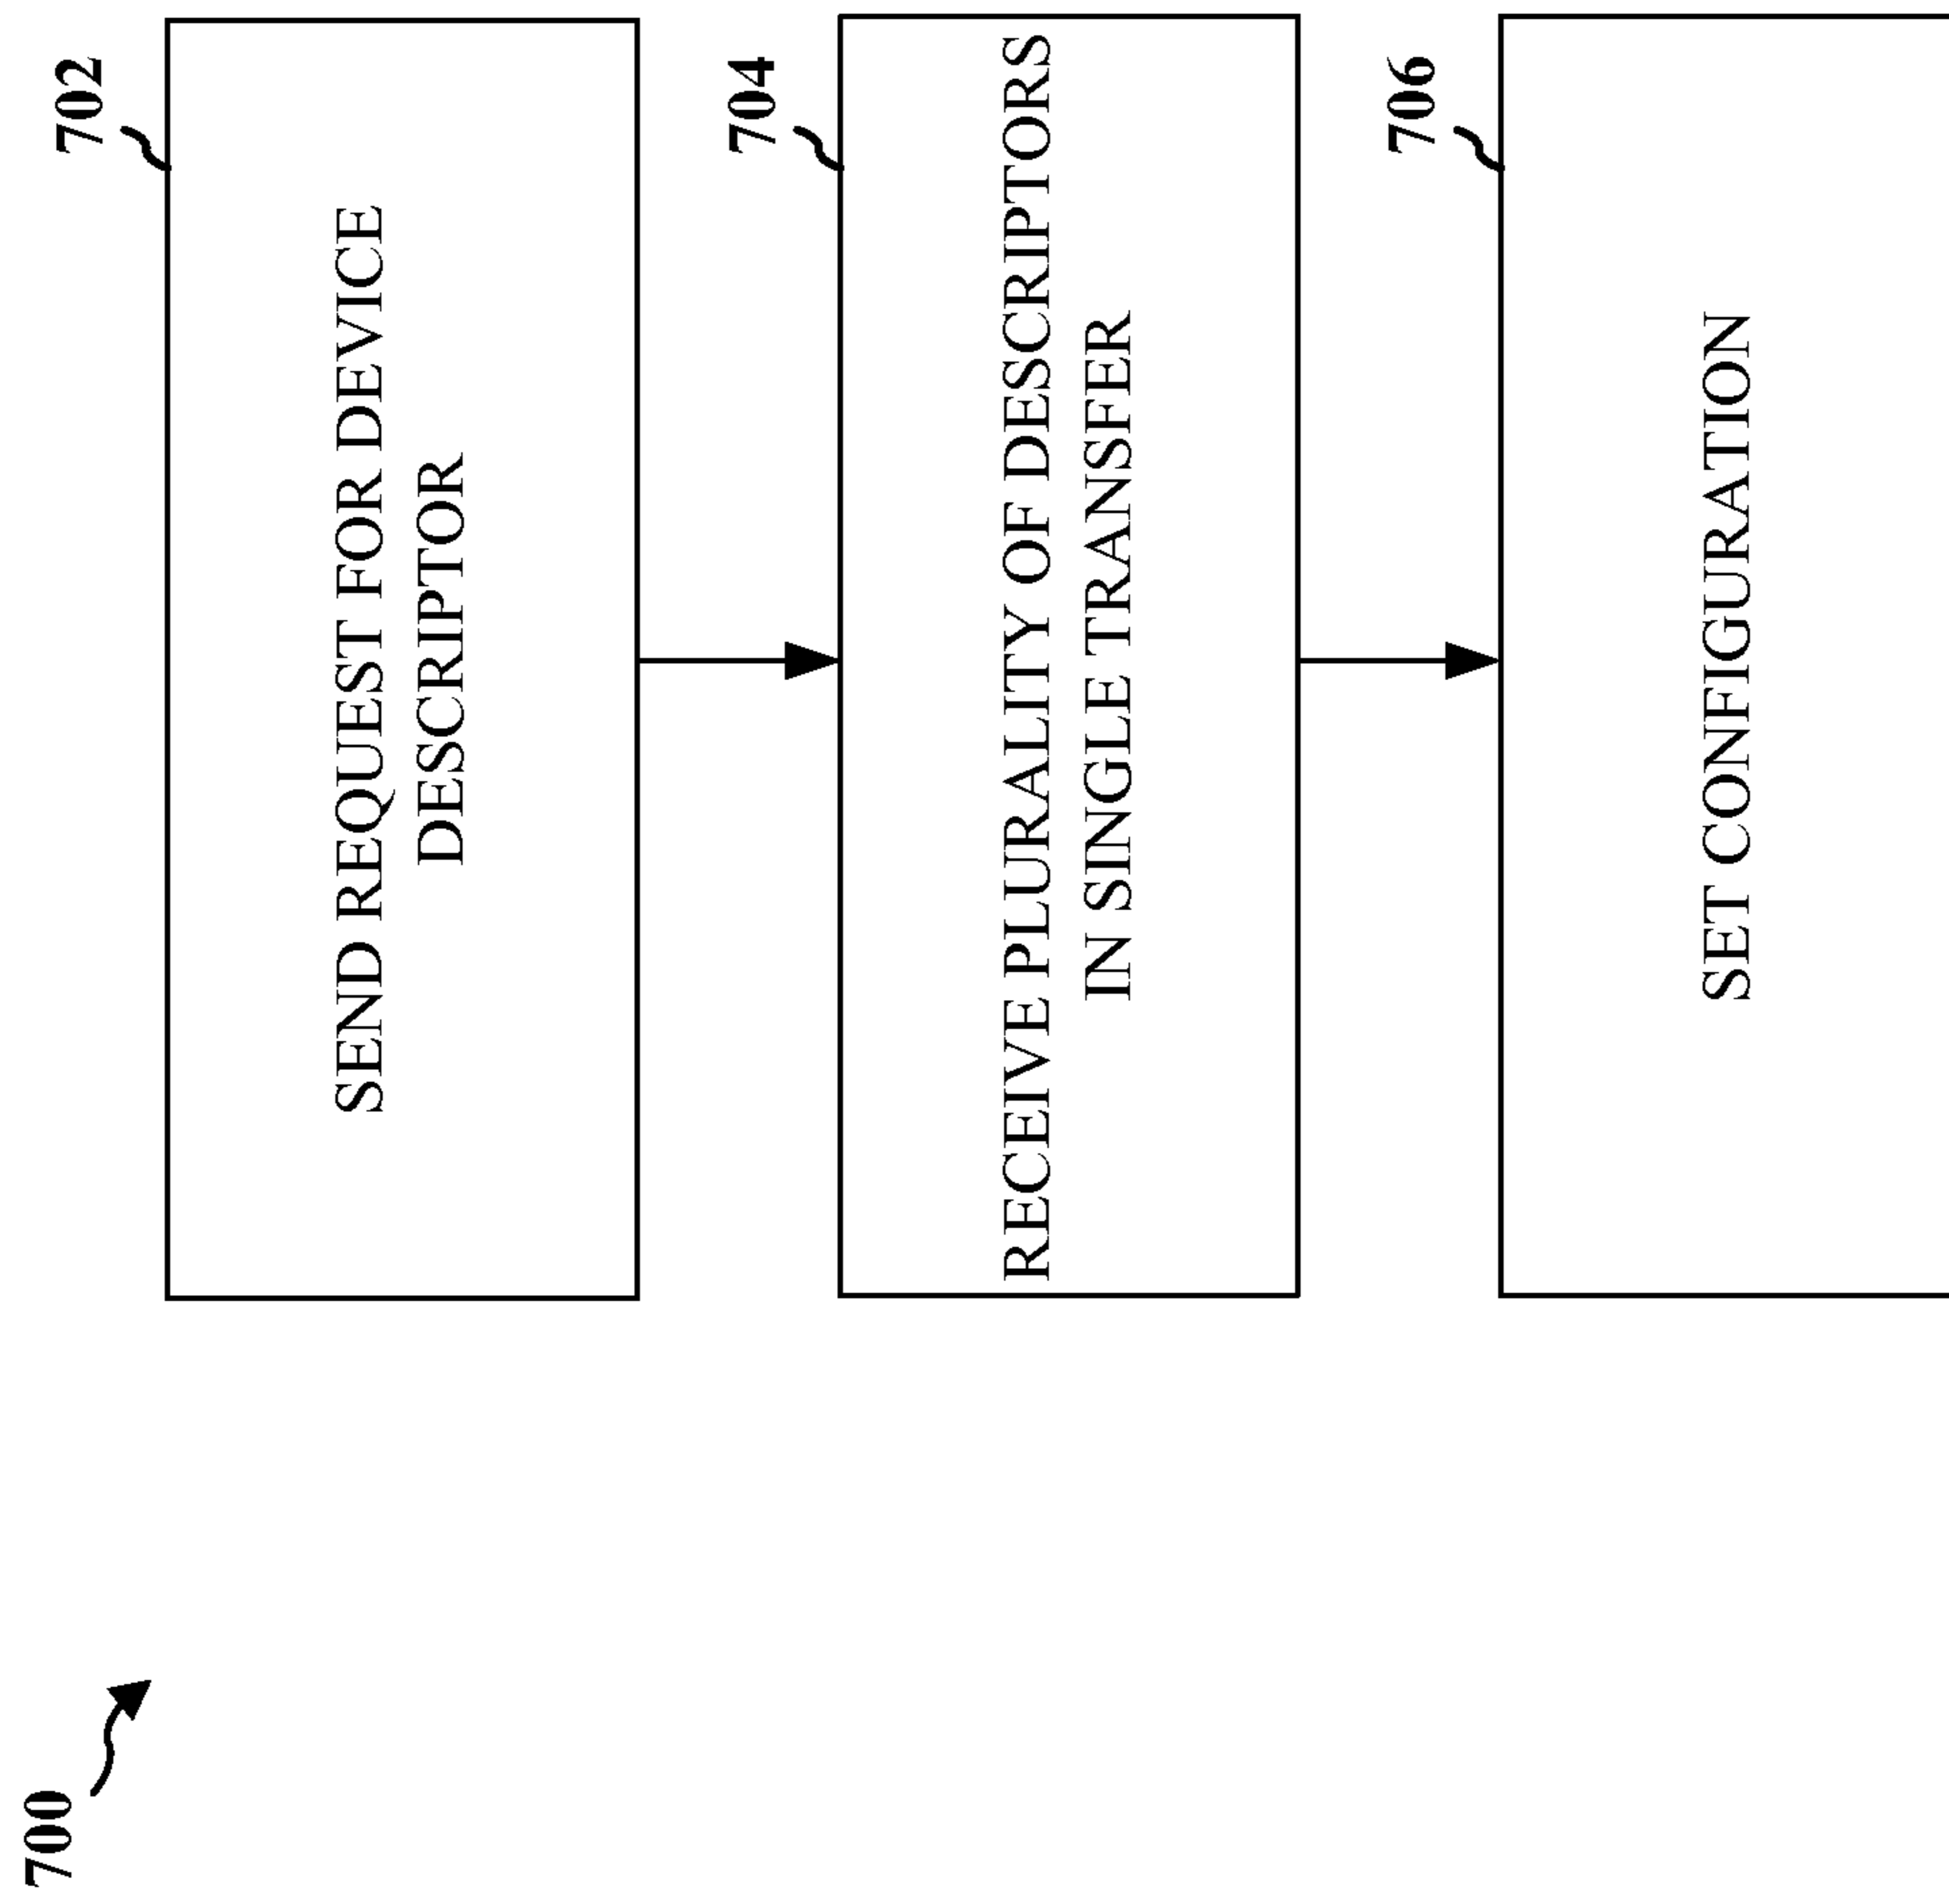 700
702
SEND REQUEST FOR DEVICE
DESCRIPTOR
704
RECEIVE PLURALITY OF DESCRIPTORS
IN SINGLE TRANSFER
706
SET CONFIGURATION